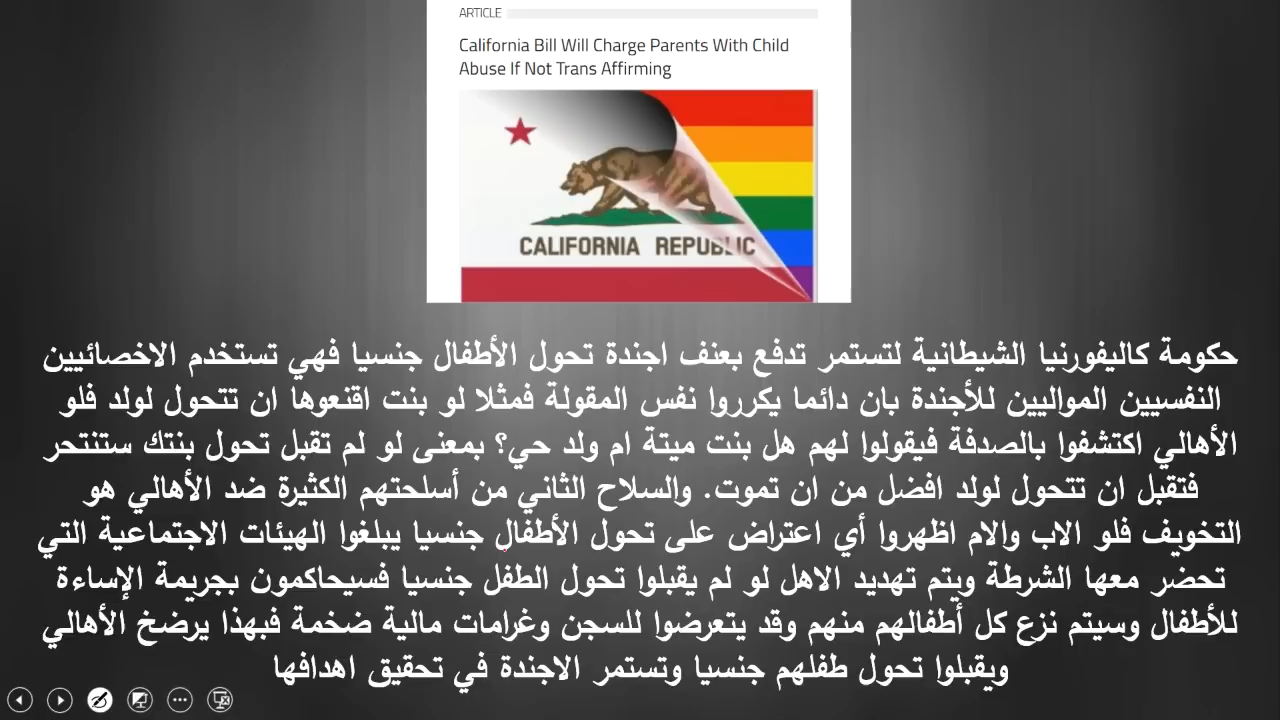 ARTICLE
California Bill Will Charge Parents With Child
Abuse If Not Trans Affirming
CALIFORNIA REPUBLIC
حكومة كاليفورنيا الشيطانية لتستمر تدفع بعنف اجندة تحول الأطفال جنسيا فهي تستخدم الاخصائيين
النفسيين المواليين للأجندة بان دائما يكرروا نفس المقولة فمثلا لو بنت اقنعوها ان تتحول لولد فلو
الأهالي اكتشفوا بالصدفة فيقولوا لهم هل بنت ميتة ام ولد حي؟ بمعنى لو لم تقبل تحول بنتك ستنتحر
فتقبل ان تتحول لولد افضل من ان تموت. والسلاح الثاني من أسلحتهم الكثيرة ضد الأهالي هو
التخويف فلو الاب والام اظهروا أي اعتراض على تحول الأطفال جنسيا يبلغوا الهيئات الاجتماعية التي
تحضر معها الشرطة ويتم تهديد الاهل لو لم يقبلوا تحول الطفل جنسيا فسيحاكمون بجريمة الإساءة
للأطفال وسيتم نزع كل أطفالهم منهم وقد يتعرضوا للسجن وغرامات مالية ضخمة فبهذا يرضخ الأهالي
ويقبلوا تحول طفلهم جنسيا وتستمر الاجندة في تحقيق اهدافها